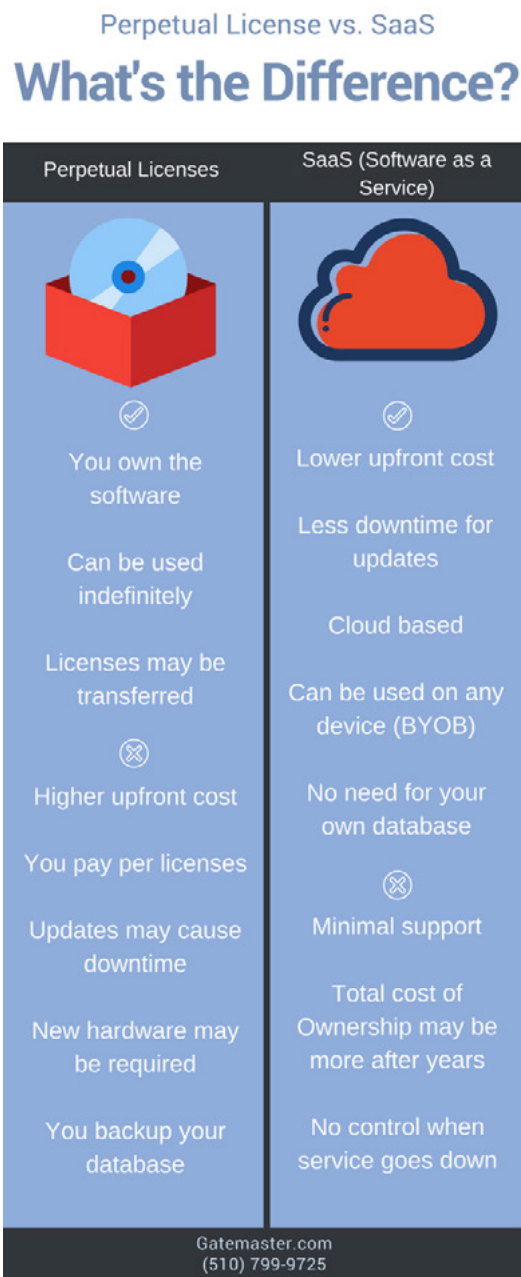 Perpetual License vs. SaaS
What's the Difference?
Perpetual Licenses
SaaS (Software as a
Service)
You own the
software
Can be used
indefinitely
Licenses may be
transferred
Higher upfront cost
You pay per licenses
Updates may cause
downtime
New hardware may
be required
You backup your
database
Lower upfront cost
Less downtime for
updates
Cloud based
Can be used on any
device (BYOB)
No need for your
own database
Minimal support
Total cost of
Ownership may be
more after years
No control when
service goes down
Gatemaster.com
(510) 799-9725